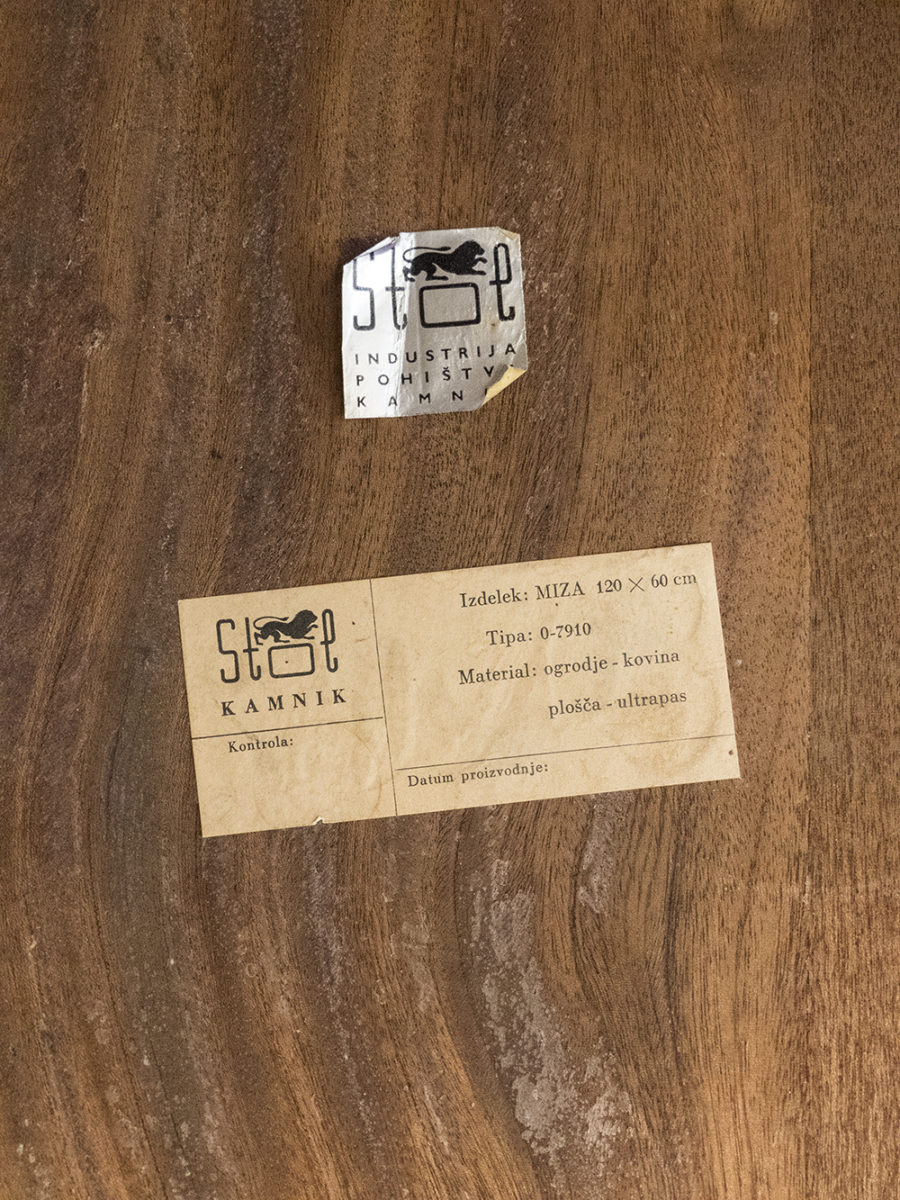 Stol
INDUSTRIJA
POHIŠTV
KAMN
Stol
KAMNIK
Kontrola:
Izdelek: MIZA 120 × 60 cm
Tipa: 0-7910
Material: ogrodje - kovina
plošča - ultrapas
Datum proizvodnje: